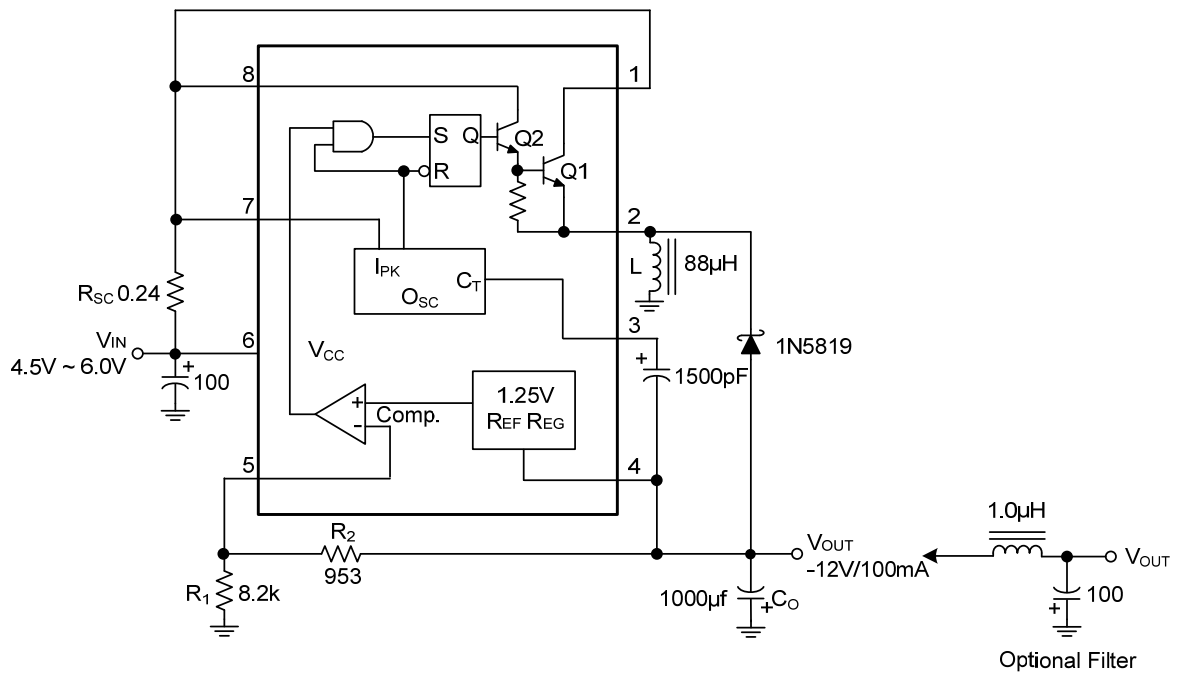 8
1
S Q
Q2
R
Q1
7
2
IPK
CT
OSC
L
88µH
RSC 0.24
3
VIN
4.5V ~ 6.0V
6
VCC
1N5819
+
100
+
1500pF
1.25V
REF REG
+
-
Comp.
5
4
R2
953
1.0µH
VOUT
-12V/100mA
VOUT
R1 8.2k
1000µf
+
CO
100
+
Optional Filter